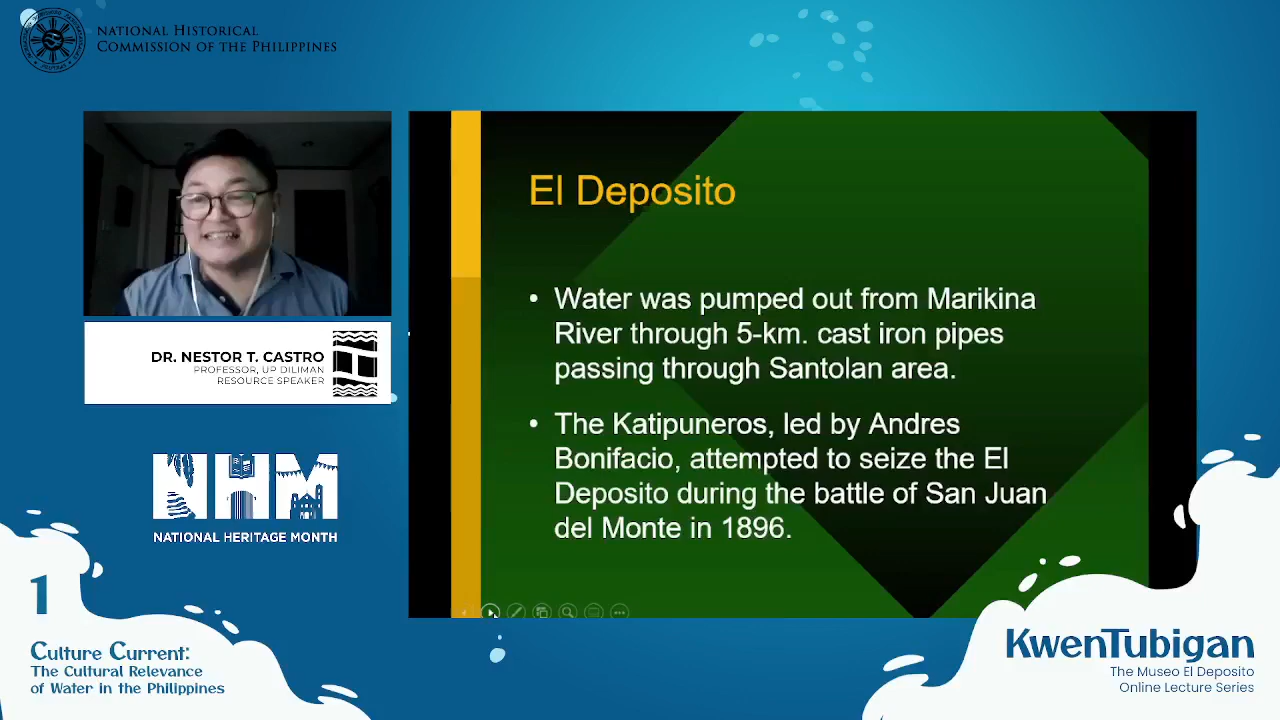 NATIONAL HISTORICAL
COMMISSION OF THE PHILIPPINES
El Deposito
• Water was pumped out from Marikina
River through 5-km. cast iron pipes
passing through Santolan area.
• The Katipuneros, led by Andres
Bonifacio, attempted to seize the El
Deposito during the battle of San Juan
del Monte in 1896.
DR. NESTOR T. CASTRO
PROFESSOR, UP DILIMAN
RESOURCE SPEAKER
NHM
NATIONAL HERITAGE MONTH
1
Culture Current:
The Cultural Relevance
of Water in the Philippines
KwenTubigan
The Museo El Deposito
Online Lecture Series